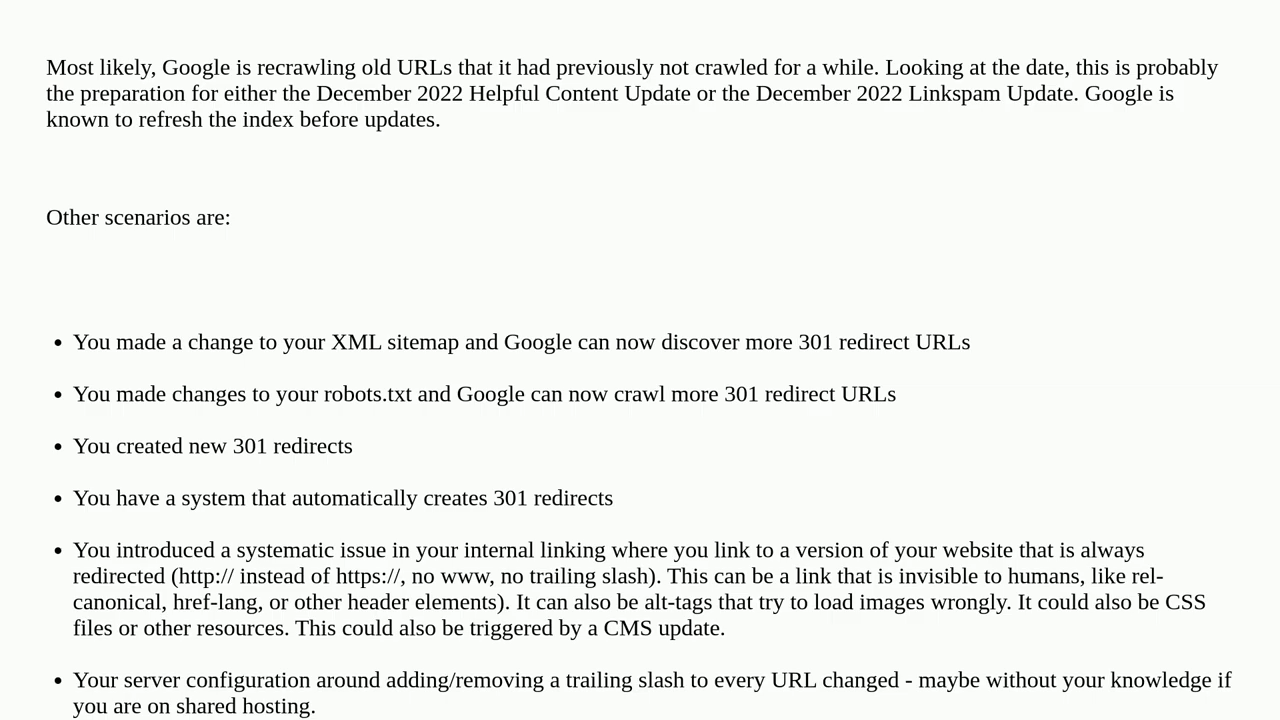 Most likely, Google is recrawling old URLs that it had previously not crawled for a while. Looking at the date, this is probably
the preparation for either the December 2022 Helpful Content Update or the December 2022 Linkspam Update. Google is
known to refresh the index before updates.
Other scenarios are:
• You made a change to your XML sitemap and Google can now discover more 301 redirect URLs
• You made changes to your robots.txt and Google can now crawl more 301 redirect URLs
• You created new 301 redirects
• You have a system that automatically creates 301 redirects
• You introduced a systematic issue in your internal linking where you link to a version of your website that is always
redirected (http:// instead of https://, no www, no trailing slash). This can be a link that is invisible to humans, like rel-
canonical, href-lang, or other header elements). It can also be alt-tags that try to load images wrongly. It could also be CSS
files or other resources. This could also be triggered by a CMS update.
• Your server configuration around adding/removing a trailing slash to every URL changed - maybe without your knowledge if
you are on shared hosting.